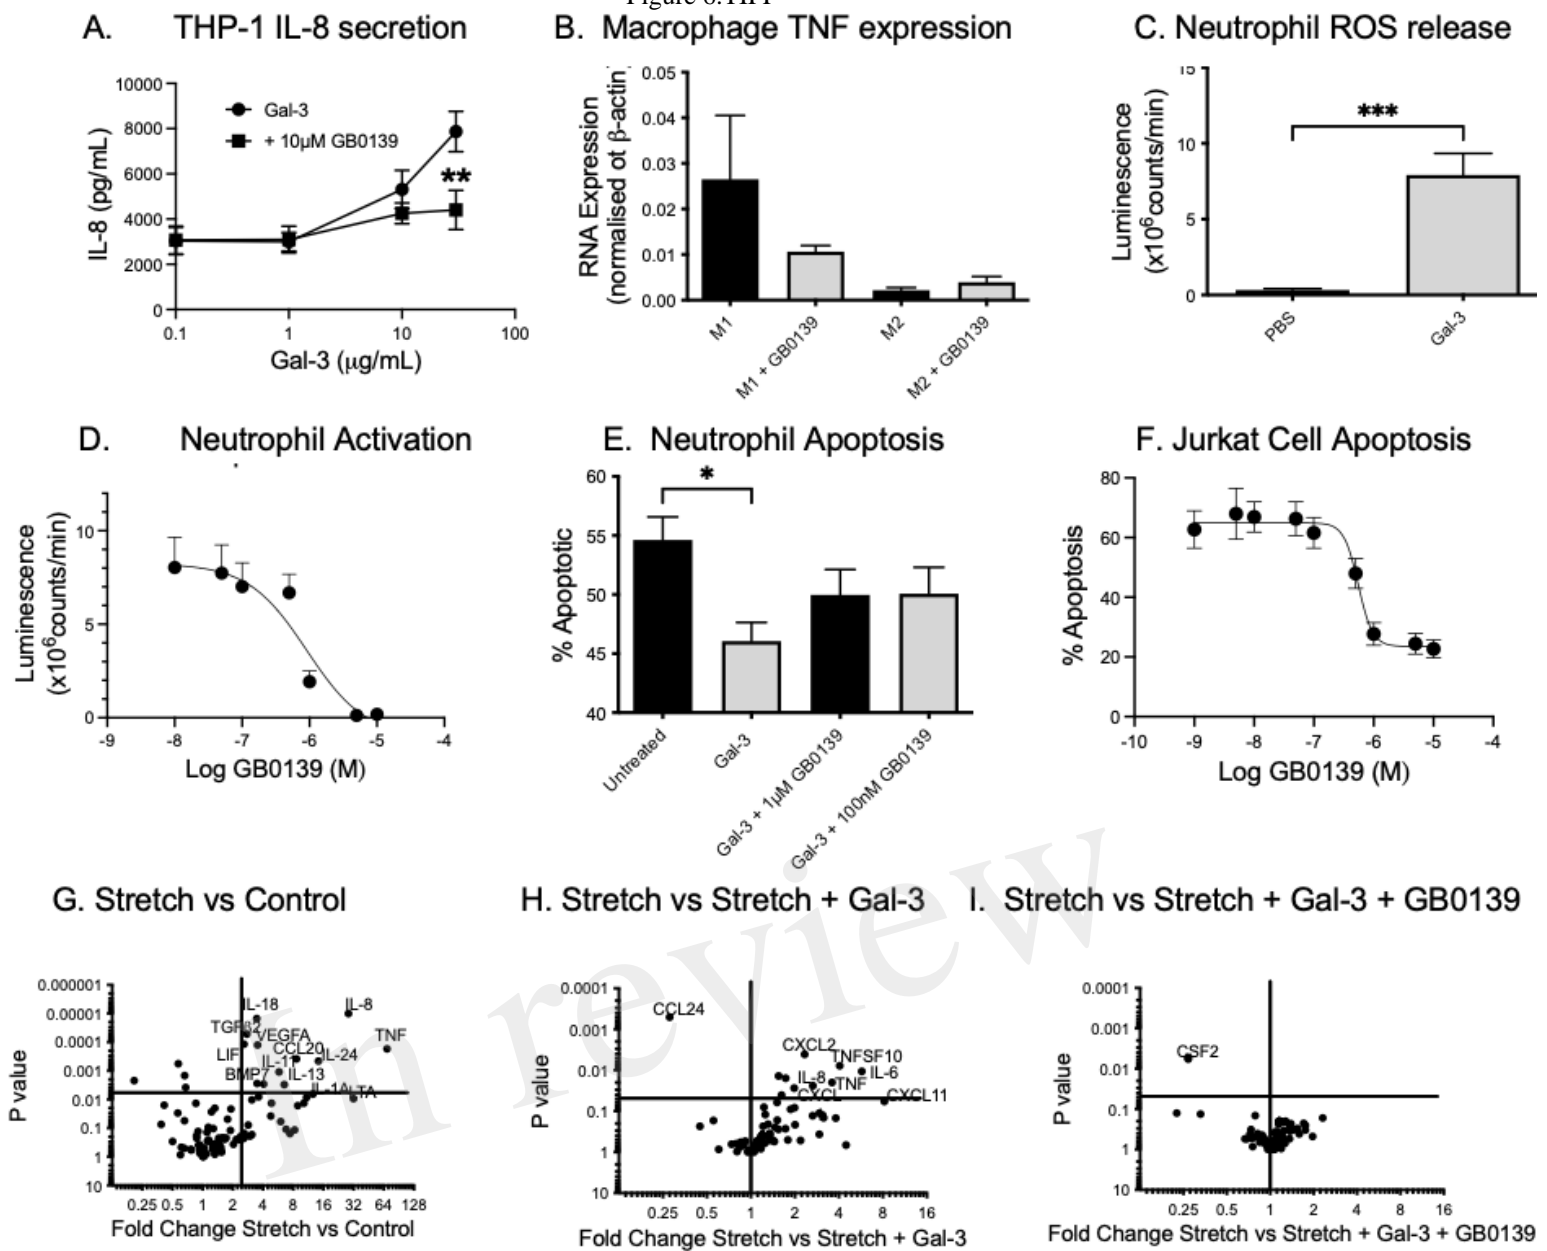 A. THP-1 IL-8 secretion
IL-8 (pg/mL)
10000
8000
6000
4000
2000
0
Gal-3
+ 10µM GB0139
**
0.1 1 10 100
Gal-3 (µg/mL)
B. Macrophage TNF expression
RNA Expression
(normalised ot β-actin)
0.05
0.04
0.03
0.02
0.01
0.00
M1
M1 + GB0139
M2
M2 + GB0139
C. Neutrophil ROS release
Luminescence
(x10⁶counts/min)
15
10
5
0
***
PBS
Gal-3
D. Neutrophil Activation
Luminescence
(x10⁶counts/min)
10
5
0
-9 -8 -7 -6 -5 -4
Log GB0139 (M)
E. Neutrophil Apoptosis
% Apoptotic
60
55
50
45
40
*
Untreated
Gal-3
Gal-3 + 1µM GB0139
Gal-3 + 100nM GB0139
F. Jurkat Cell Apoptosis
% Apoptosis
80
60
40
20
0
-10 -9 -8 -7 -6 -5 -4
Log GB0139 (M)
G. Stretch vs Control
P value
0.000001
0.00001
0.0001
0.001
0.01
0.1
1
10
IL-18
IL-8
TGFβ2
VEGFA
TNF
LIF
CCL20
IL-24
IL-11
BMP7
IL-13
IL-1A
LTA
0.25 0.5 1 2 4 8 16 32 64 128
Fold Change Stretch vs Control
H. Stretch vs Stretch + Gal-3
P value
0.0001
0.001
0.01
0.1
1
10
CCL24
CXCL2
TNFSF10
IL-6
IL-8
TNF
CXCL
CXCL11
0.25 0.5 1 2 4 8 16
Fold Change Stretch vs Stretch + Gal-3
I. Stretch vs Stretch + Gal-3 + GB0139
P value
0.0001
0.001
0.01
0.1
1
10
CSF2
0.25 0.5 1 2 4 8 16
Fold Change Stretch vs Stretch + Gal-3 + GB0139
In review